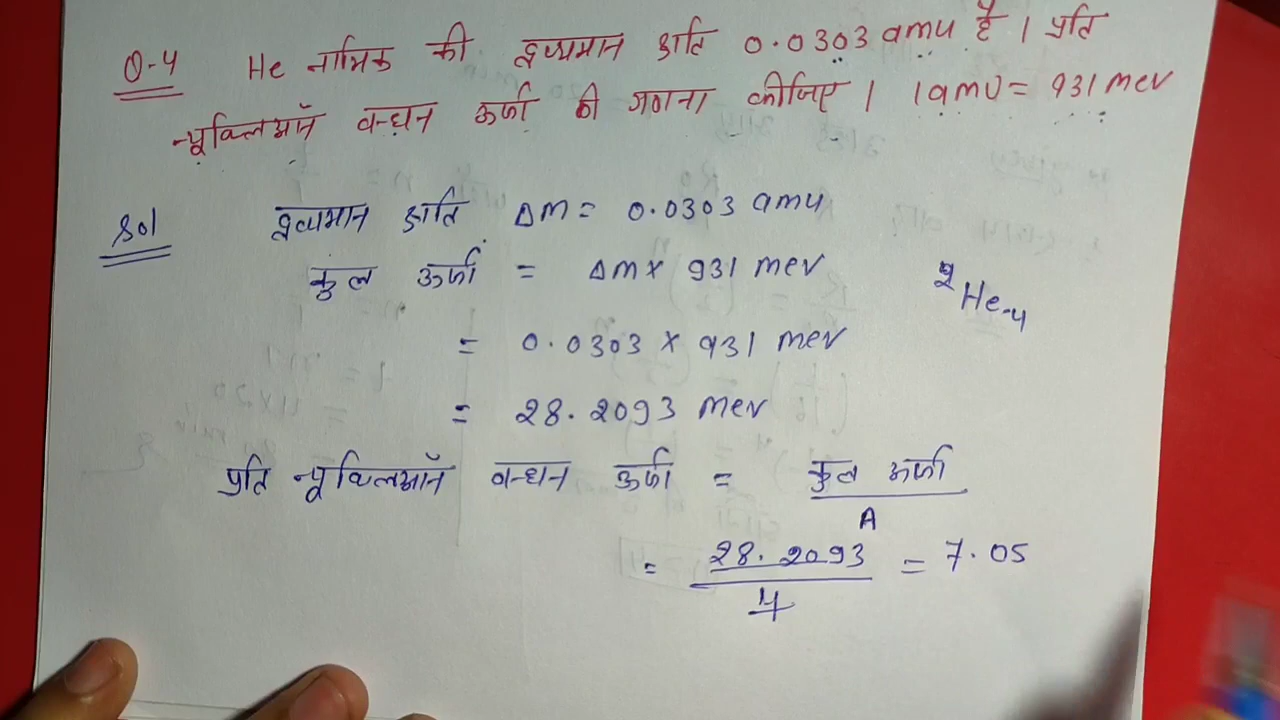 Q-4 He नाभिक की द्रव्यमान क्षति 0.0303 amu है । प्रति
न्यूक्लिऑन बन्धन ऊर्जा की गणना कीजिए । 1amu = 931 mev
Sol द्रव्यमान क्षति ΔM = 0.0303 amu
कुल ऊर्जा = ΔM x 931 mev
2He-4
= 0.0303 x 931 mev
= 28.2093 mev
प्रति न्यूक्लिऑन बन्धन ऊर्जा = कुल ऊर्जा / A
= 28.2093 / 4 = 7.05